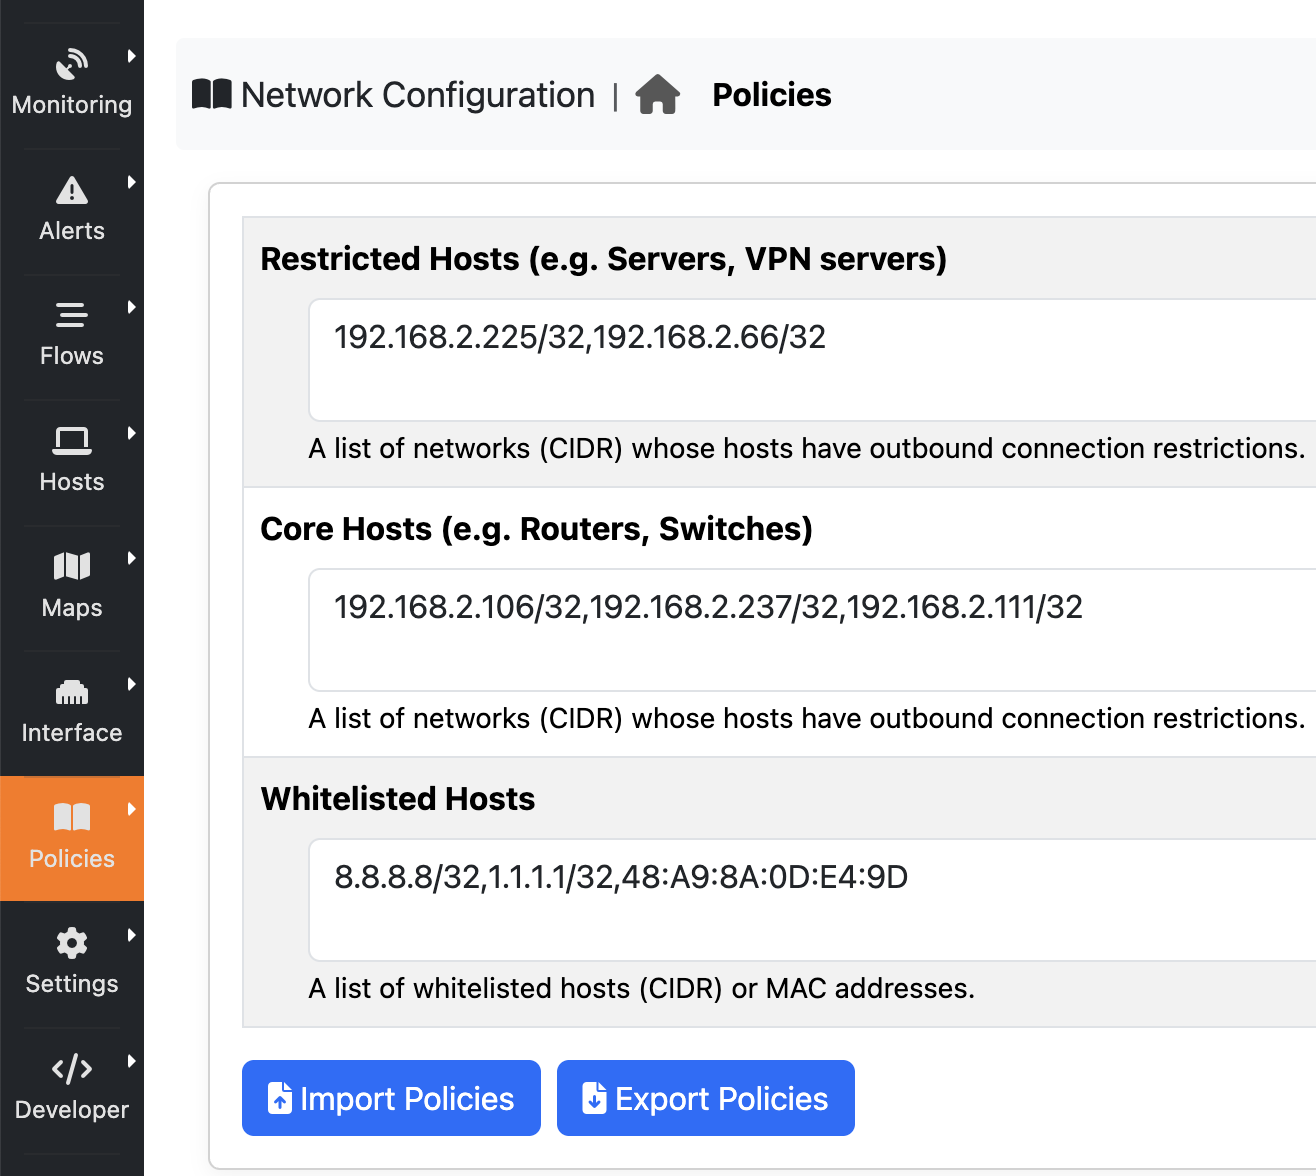 Monitoring
Alerts
Flows
Hosts
Maps
Interface
Policies
Settings
Developer
Network Configuration | Policies
Restricted Hosts (e.g. Servers, VPN servers)
192.168.2.225/32,192.168.2.66/32
A list of networks (CIDR) whose hosts have outbound connection restrictions.
Core Hosts (e.g. Routers, Switches)
192.168.2.106/32,192.168.2.237/32,192.168.2.111/32
A list of networks (CIDR) whose hosts have outbound connection restrictions.
Whitelisted Hosts
8.8.8.8/32,1.1.1.1/32,48:A9:8A:0D:E4:9D
A list of whitelisted hosts (CIDR) or MAC addresses.
Import Policies
Export Policies